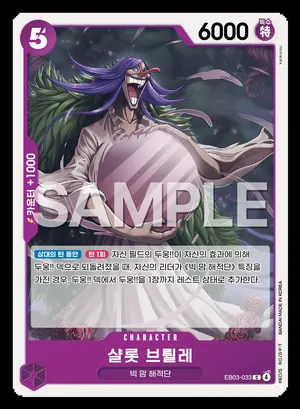 5
6000
특수
特
카운터 +1000
SAMPLE
상대의 턴 동안 턴 1회 자신 필드의 두웅!!이 자신의 효과에 의해
두웅!! 덱으로 되돌려졌을 때, 자신의 리더가 《빅 맘 해적단》 특징을
가진 경우, 두웅!! 덱에서 두웅!!을 1장까지 레스트 상태로 추가한다.
CHARACTER
샬롯 브륄레
빅 맘 해적단
EB03-033
BANDAI MADE IN KOREA